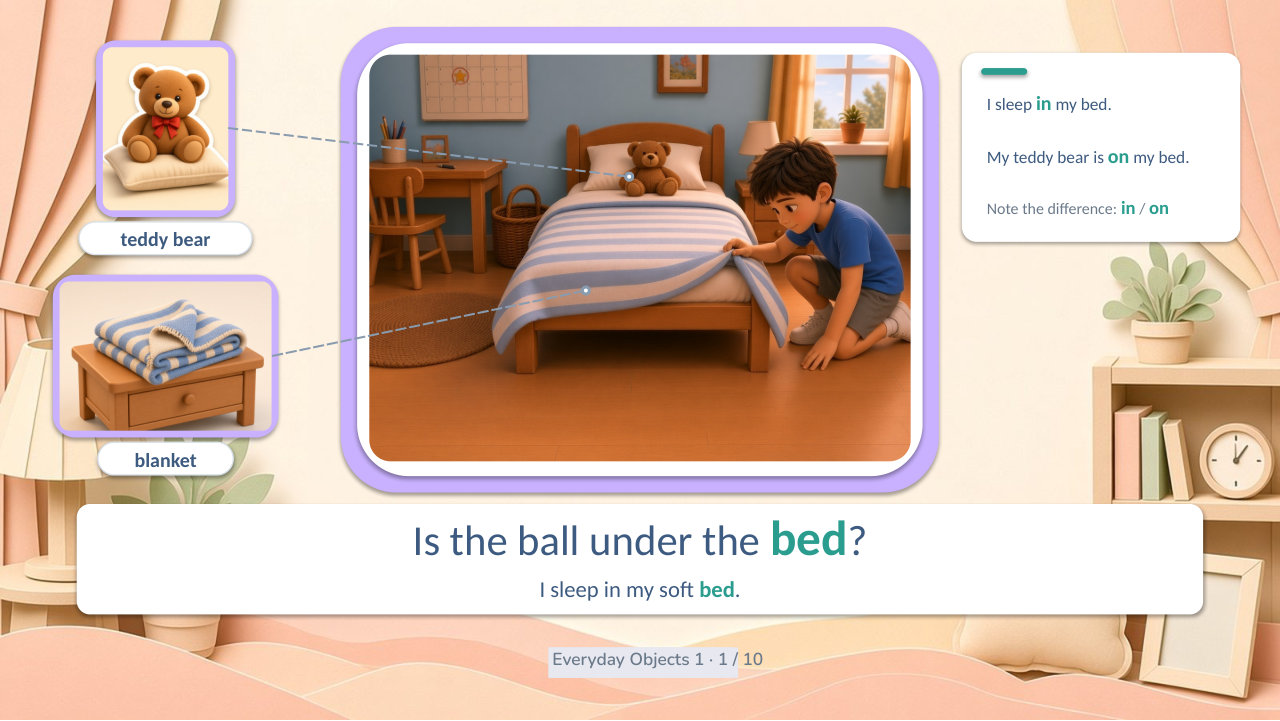 teddy bear
blanket
I sleep in my bed.
My teddy bear is on my bed.
Note the difference: in / on
Is the ball under the bed?
I sleep in my soft bed.
Everyday Objects 1 · 1 / 10